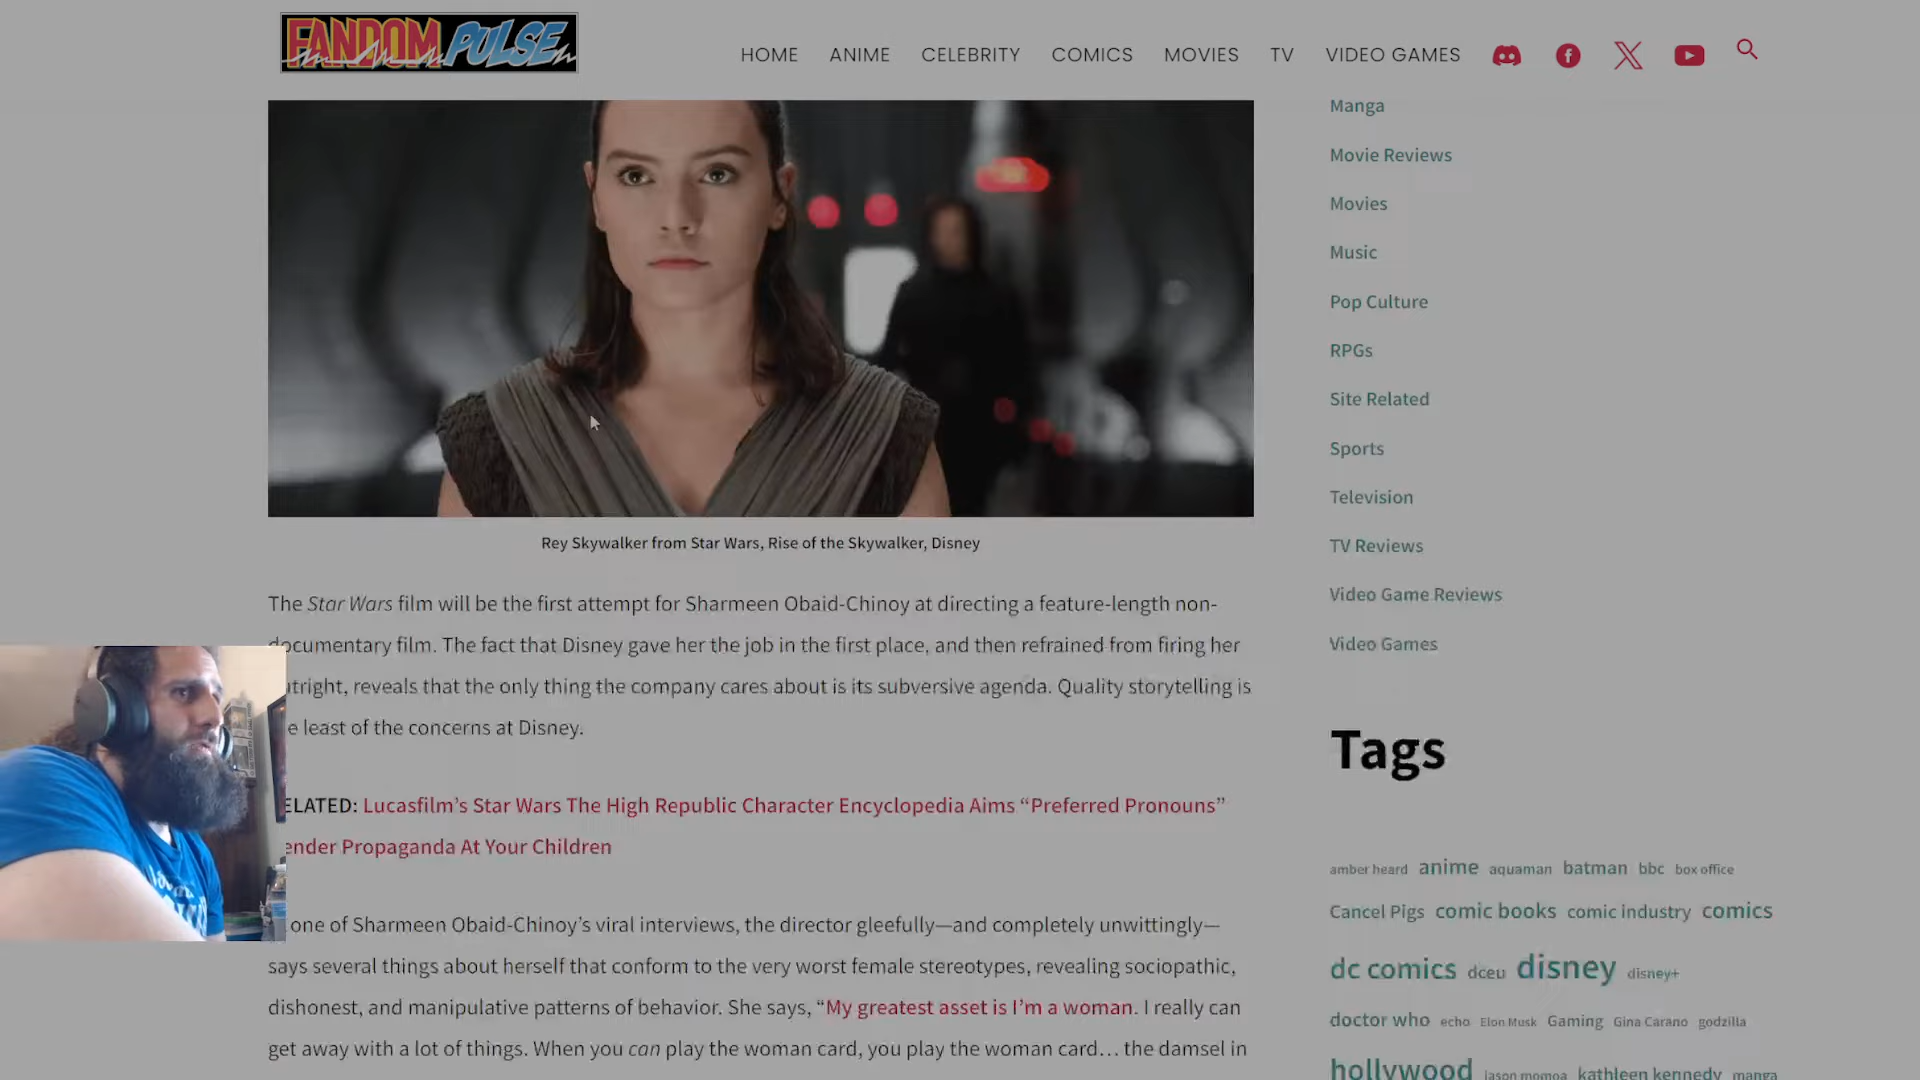 FANDOM PULSE
HOME ANIME CELEBRITY COMICS MOVIES TV VIDEO GAMES
Rey Skywalker from Star Wars, Rise of the Skywalker, Disney
The Star Wars film will be the first attempt for Sharmeen Obaid-Chinoy at directing a feature-length non-
documentary film. The fact that Disney gave her the job in the first place, and then refrained from firing her
tright, reveals that the only thing the company cares about is its subversive agenda. Quality storytelling is
e least of the concerns at Disney.
ELATED: Lucasfilm’s Star Wars The High Republic Character Encyclopedia Aims “Preferred Pronouns”
ender Propaganda At Your Children
one of Sharmeen Obaid-Chinoy’s viral interviews, the director gleefully—and completely unwittingly—
says several things about herself that conform to the very worst female stereotypes, revealing sociopathic,
dishonest, and manipulative patterns of behavior. She says, “My greatest asset is I’m a woman. I really can
get away with a lot of things. When you can play the woman card, you play the woman card… the damsel in
Manga
Movie Reviews
Movies
Music
Pop Culture
RPGs
Site Related
Sports
Television
TV Reviews
Video Game Reviews
Video Games
Tags
amber heard anime aquaman batman bbc box office
Cancel Pigs comic books comic industry comics
dc comics dceu disney disney+
doctor who echo Elon Musk Gaming Gina Carano godzilla
hollywood jason momoa kathleen kennedy manga